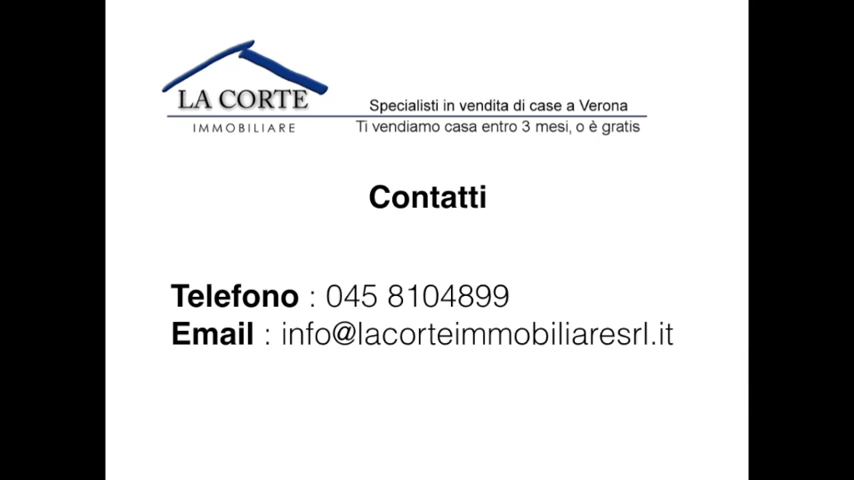 LA CORTE
IMMOBILIARE
Specialisti in vendita di case a Verona
Ti vendiamo casa entro 3 mesi, o è gratis
Contatti
Telefono : 045 8104899
Email : info@lacorteimmobiliaresrl.it